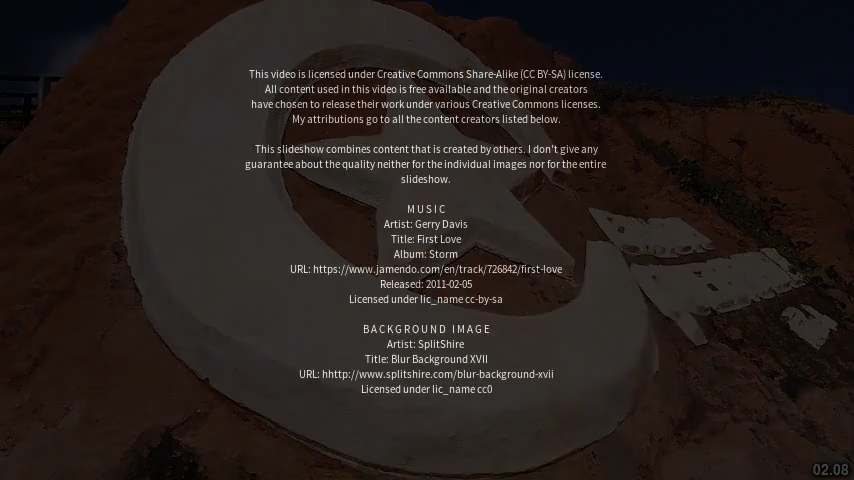 This video is licensed under Creative Commons Share-Alike (CC BY-SA) license.
All content used in this video is free available and the original creators
have chosen to release their work under various Creative Commons licenses.
My attributions go to all the content creators listed below.
This slideshow combines content that is created by others. I don't give any
guarantee about the quality neither for the individual images nor for the entire
slideshow.
MUSIC
Artist: Gerry Davis
Title: First Love
Album: Storm
URL: https://www.jamendo.com/en/track/726842/first-love
Released: 2011-02-05
Licensed under lic_name cc-by-sa
BACKGROUND IMAGE
Artist: SplitShire
Title: Blur Background XVII
URL: hhttp://www.splitshire.com/blur-background-xvii
Licensed under lic_name cc0
02.08